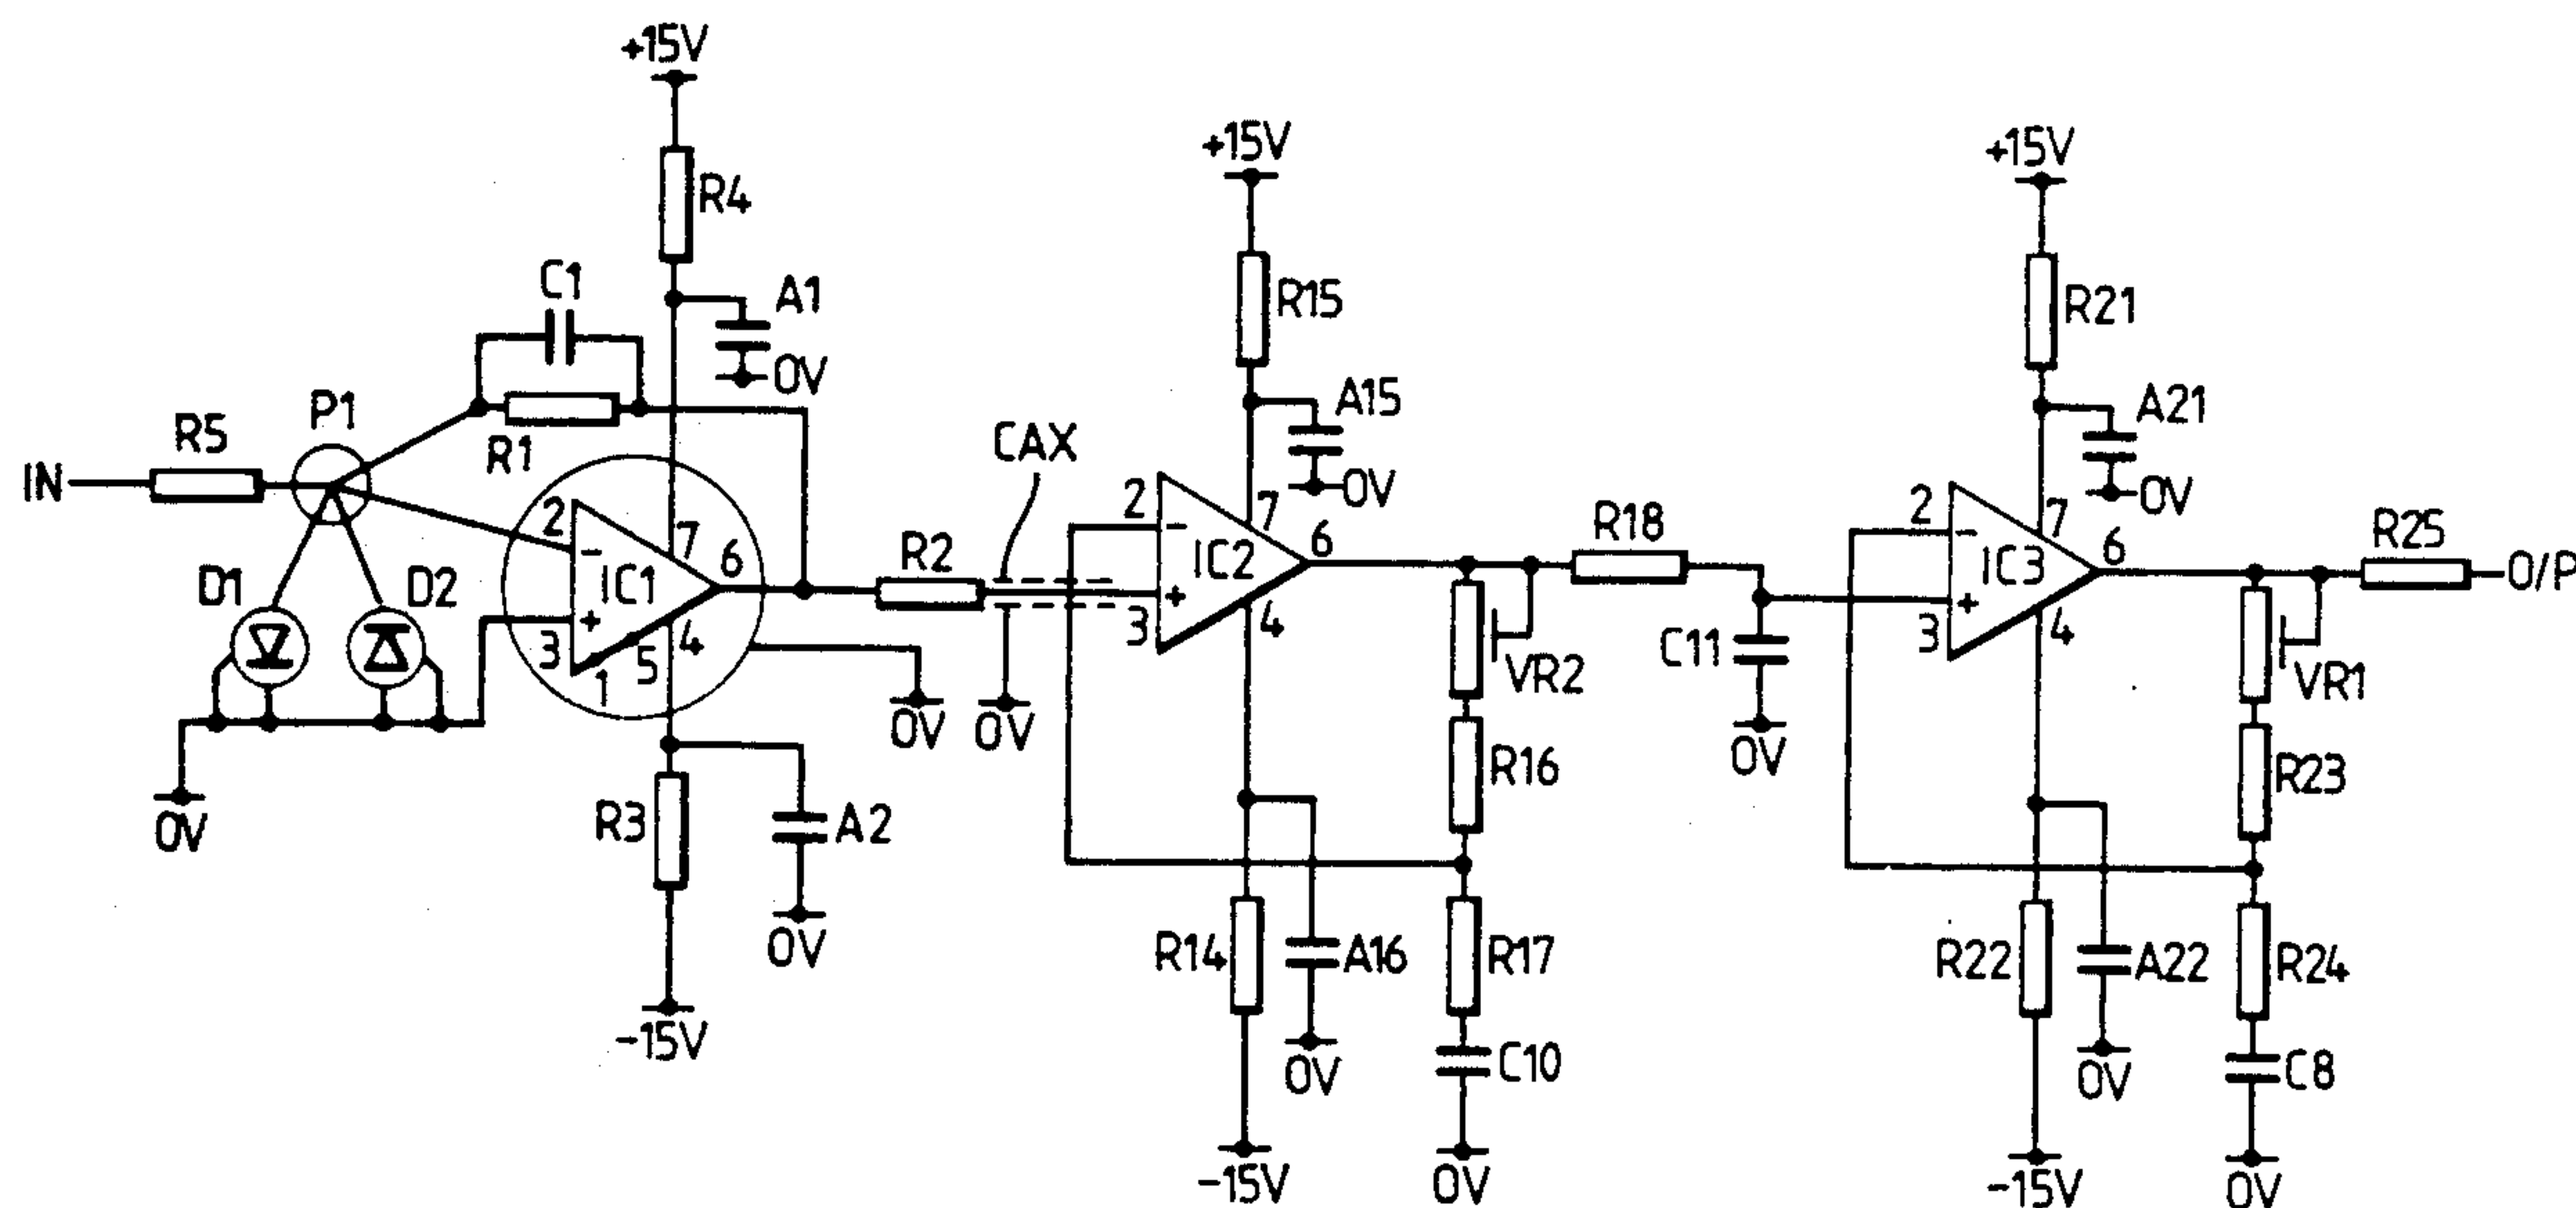 +15V
R4
C1
A1
0V
P1
R5
R1
IN
2
7
6
D1
D2
IC1
3
1
5
4
0V
R3
A2
0V
-15V
0V
CAX
R2
0V
+15V
R15
A15
0V
2
7
6
IC2
3
4
VR2
R16
R14
A16
R17
0V
C10
-15V
0V
R18
C11
0V
+15V
R21
A21
0V
2
7
6
IC3
3
4
R25
O/P
VR1
R23
R22
A22
R24
0V
C8
-15V
0V